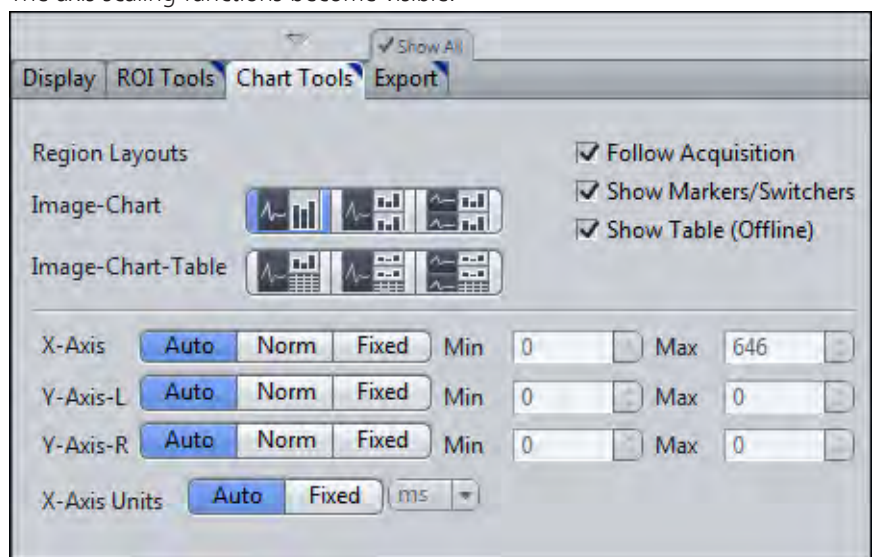 The axis scaling functions become visible.
✔ Show All
Display ROI Tools Chart Tools Export
Region Layouts
Follow Acquisition
Image-Chart
Show Markers/Switchers
Show Table (Offline)
Image-Chart-Table
X-Axis Auto Norm Fixed Min 0 Max 646
Y-Axis-L Auto Norm Fixed Min 0 Max 0
Y-Axis-R Auto Norm Fixed Min 0 Max 0
X-Axis Units Auto Fixed ms